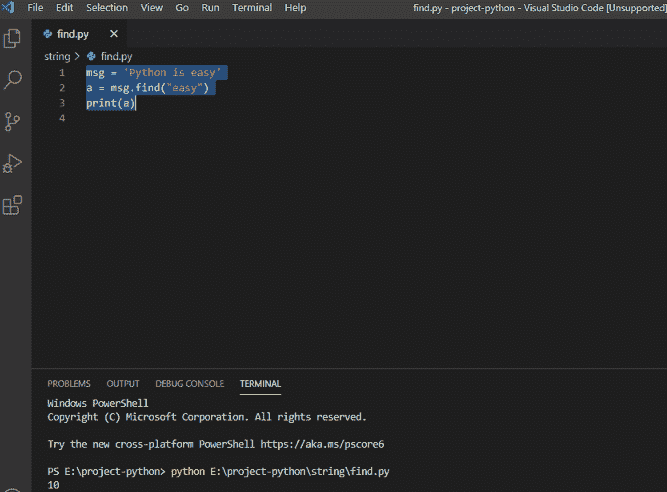 File Edit Selection View Go Run Terminal Help find.py - project-python - Visual Studio Code [Unsupported]
find.py ×
string > find.py
1 msg = 'Python is easy'
2 a = msg.find("easy")
3 print(a)
4
PROBLEMS OUTPUT DEBUG CONSOLE TERMINAL
Windows PowerShell
Copyright (C) Microsoft Corporation. All rights reserved.
Try the new cross-platform PowerShell https://aka.ms/pscore6
PS E:\project-python> python E:\project-python\string\find.py
10